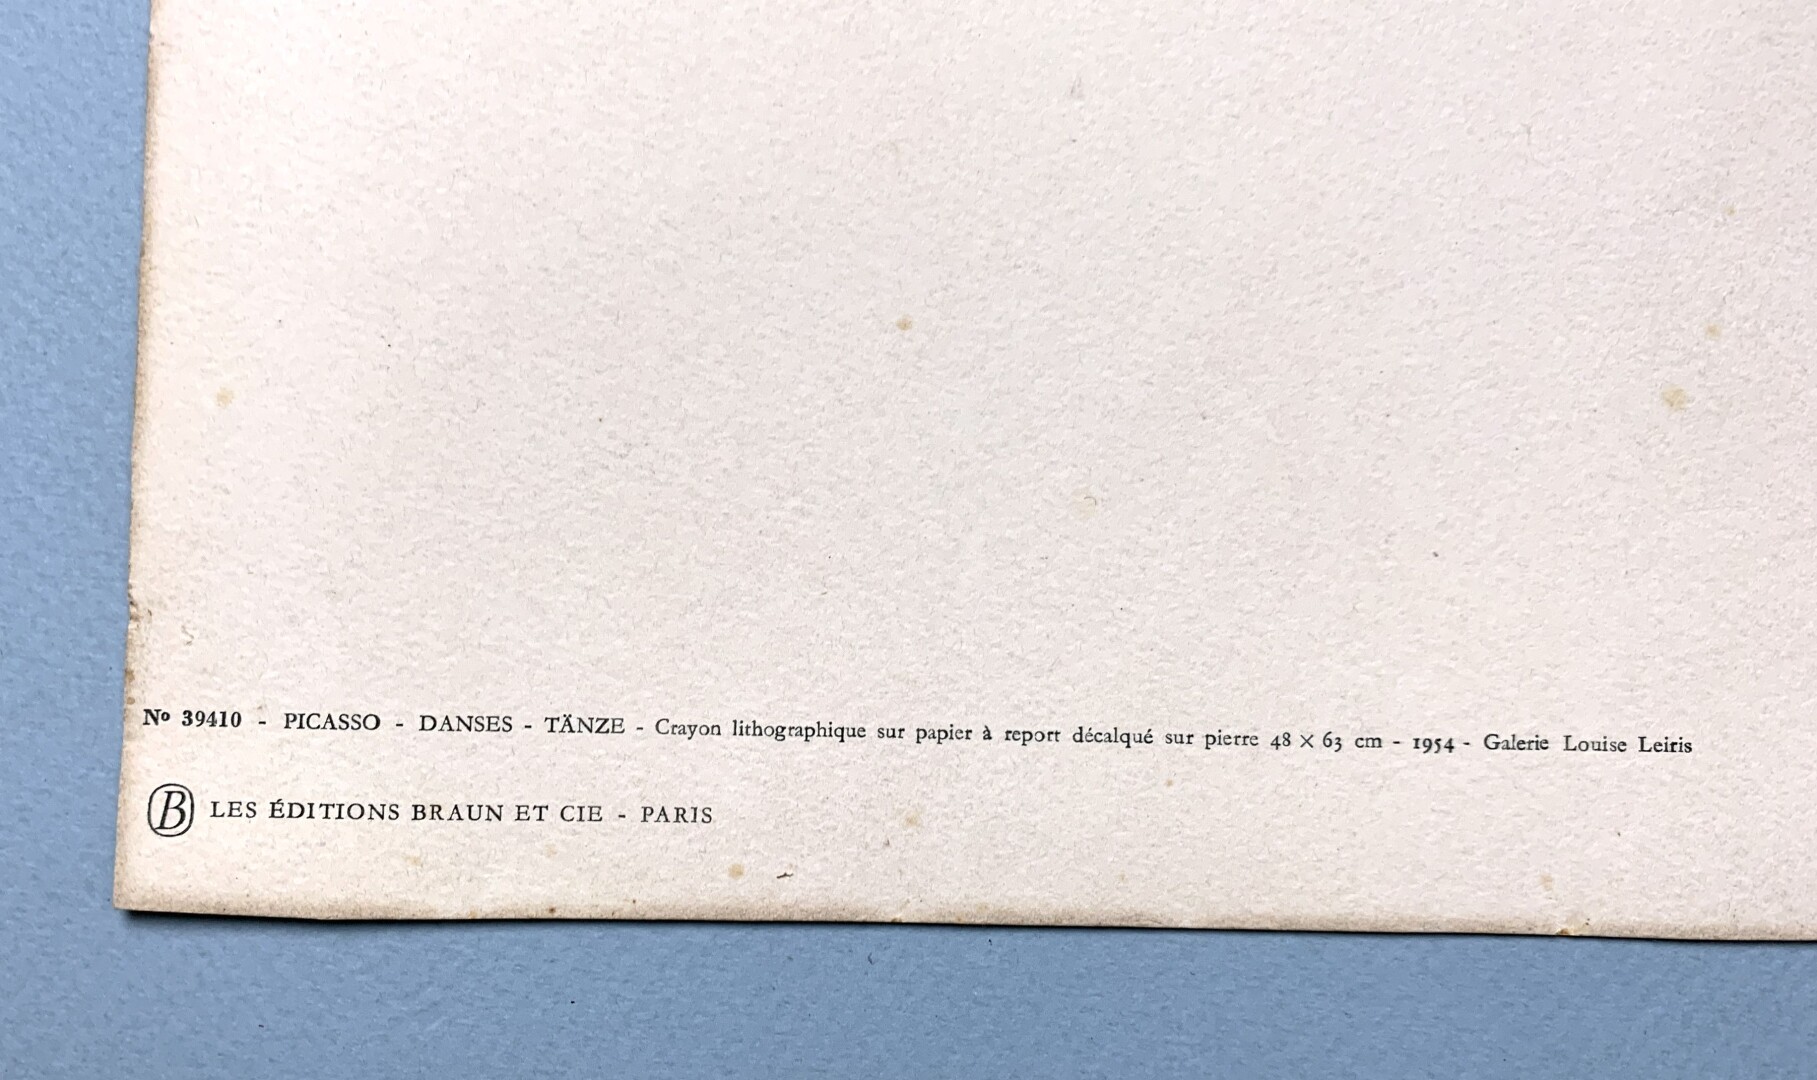 Nº 39410 - PICASSO - DANSES - TÄNZE - Crayon lithographique sur papier à report décalqué sur pierre 48 × 63 cm - 1954 - Galerie Louise Leiris
B LES ÉDITIONS BRAUN ET CIE - PARIS